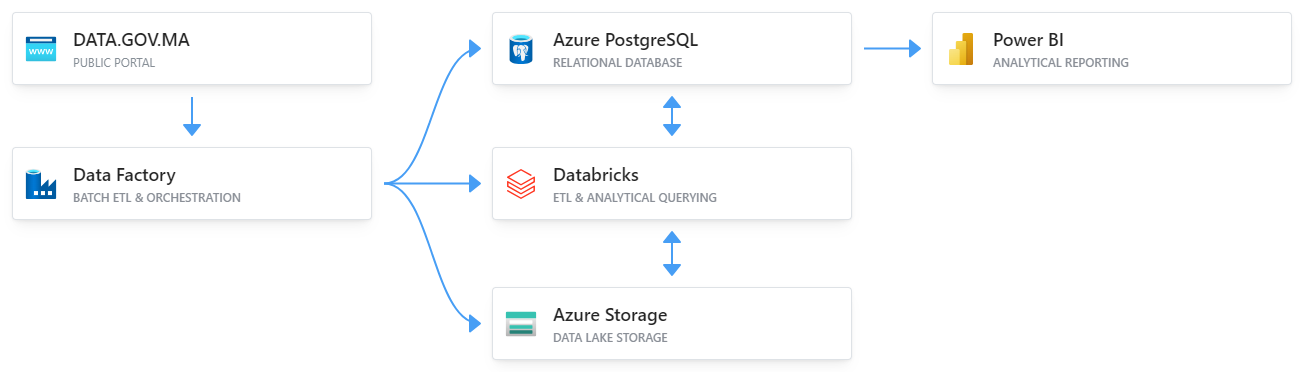 DATA.GOV.MA
PUBLIC PORTAL
www
Data Factory
BATCH ETL & ORCHESTRATION
Azure PostgreSQL
RELATIONAL DATABASE
Databricks
ETL & ANALYTICAL QUERYING
Azure Storage
DATA LAKE STORAGE
Power BI
ANALYTICAL REPORTING